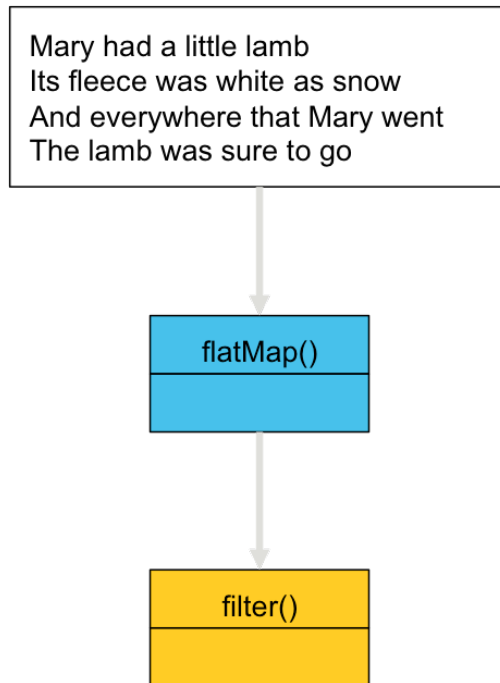 Mary had a little lamb
Its fleece was white as snow
And everywhere that Mary went
The lamb was sure to go
flatMap()
filter()